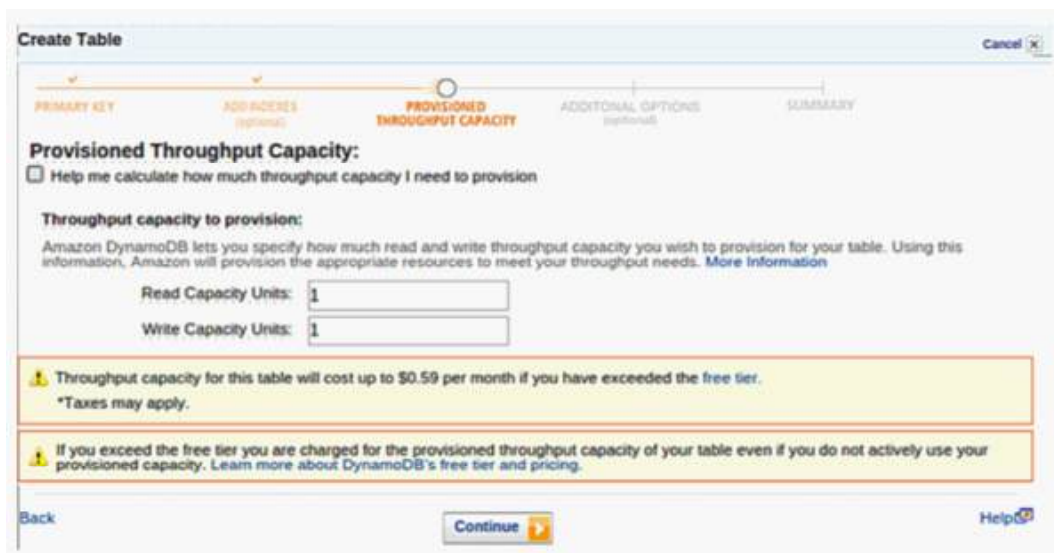 Create Table
Cancel
PRIMARY KEY
ADD INDEXES
(optional)
PROVISIONED
THROUGHPUT CAPACITY
ADDITONAL OPTIONS
(optional)
SUMMARY
Provisioned Throughput Capacity:
Help me calculate how much throughput capacity I need to provision
Throughput capacity to provision:
Amazon DynamoDB lets you specify how much read and write throughput capacity you wish to provision for your table. Using this
information, Amazon will provision the appropriate resources to meet your throughput needs. More Information
Read Capacity Units: 1
Write Capacity Units: 1
Throughput capacity for this table will cost up to $0.59 per month if you have exceeded the free tier.
*Taxes may apply.
If you exceed the free tier you are charged for the provisioned throughput capacity of your table even if you do not actively use your
provisioned capacity. Learn more about DynamoDB's free tier and pricing.
Back
Continue
Help